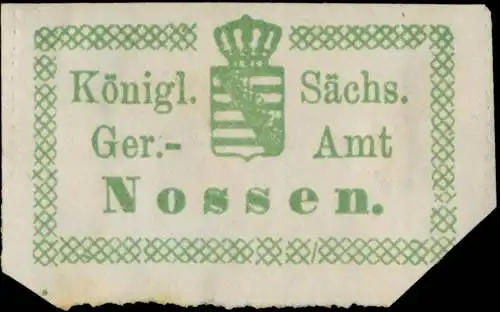 Königl. Sächs.
Ger.- Amt
Nossen.